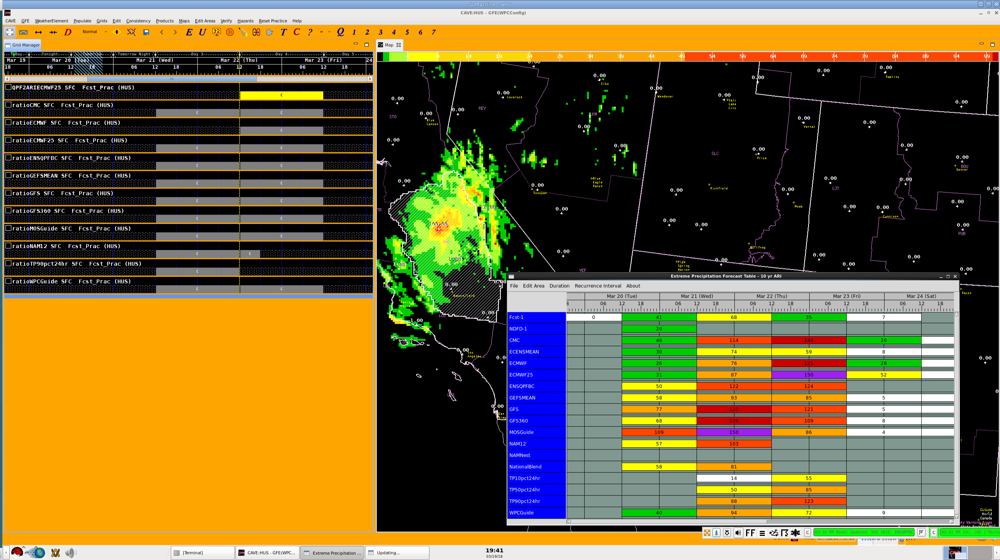 NoMachine - WPC
CAVE:HUS - GFE(WPCConfig)
CAVE GFE WeatherElement Populate Grids Edit Consistency Products Maps Edit Areas Verify Hazards Reset Practice Help
D Normal < > E U 32 T C ? = Q 1 2 3 4 5 6 7
Grid Manager
Tonight Tomorrow Tomorrow Night Day 3 Day 4 Day 5
Mar 19 Mar 20 (Tue) Mar 21 (Wed) Mar 22 (Thu) Mar 23 (Fri) 24
18 06 12 18 06 12 18 06 12 18 06 12 18
QPF2ARIECMWF25 SFC Fcst_Prac (HUS)
C
ratioCMC SFC Fcst_Prac (HUS)
C C
ratioECMWF SFC Fcst_Prac (HUS)
C
ratioECMWF25 SFC Fcst_Prac (HUS)
C C
ratioENSQPFBC SFC Fcst_Prac (HUS)
C C
ratioGEFSMEAN SFC Fcst_Prac (HUS)
C C
ratioGFS SFC Fcst_Prac (HUS)
C C
ratioGFS360 SFC Fcst_Prac (HUS)
C C
ratioMOSGuide SFC Fcst_Prac (HUS)
C C
ratioNAM12 SFC Fcst_Prac (HUS)
C C
ratioTP90pct24hr SFC Fcst_Prac (HUS)
C
ratioWPCGuide SFC Fcst_Prac (HUS)
C C
Map
4 9 14 19 24 29 34 39 44 49 54 59 64 69 74 79 84 89 94 99
0.00 Elko
0.00 Rawlins
0.00 Lovelock
0.00 Wendover
0.00 Salt Lake City
REV
STO
LKN
0.00 Blue Canyon
0.00 Vernal
SLC
0.00 Price
0.00 BOU Denver
Blue Eagle Ranch
0.00 Tonopah
Richfield
GJT
Moab
0.00 Gunnison
PUB
1.00
100.00
HNX
1.00
1.00
Bullfrog
Pipe Spring Nation
VEF
0.00
Bakersfield
Santa Maria
LOX
0.00
1.00
0.00 Los Angeles
0.00
Racon
0.00
Extreme Precipitation Forecast Table - 10 yr ARI
File Edit Area Duration Recurrence Interval About
Mar 20 (Tue) Mar 21 (Wed) Mar 22 (Thu) Mar 23 (Fri) Mar 24 (Sat)
8 06 12 18 06 12 18 06 12 18 06 12 18 06 12 18
Fcst-1 0 41 68 35 7
NDFD-1 29
CMC 46 114 148 26
ECENSMEAN 30 74 59 8
ECMWF 26 76 125 28
ECMWF25 31 87 150 52
ENSQPFBC 50 122 124
GEFSMEAN 58 93 85 5
GFS 77 125 121 5
GFS360 68 126 109 8
MOSGuide 109 150 86 4
NAM12 57 103
NAMNest
NationalBlend 58 81
TP10pct24hr 14 55
TP50pct24hr 50 85
TP90pct24hr 88 123
WPCGuide 40 94 72 9
Cities
World
Canada
ty Warning Areas
FF C 03:16 PM Model Updated: HUS GRID ENSQPFBC C 03:41 PM ISC: CHS ['MinT
[Terminal] CAVE:HUS - GFE(WPC... Extreme Precipitation ... Updating...
19:41
03/19/18